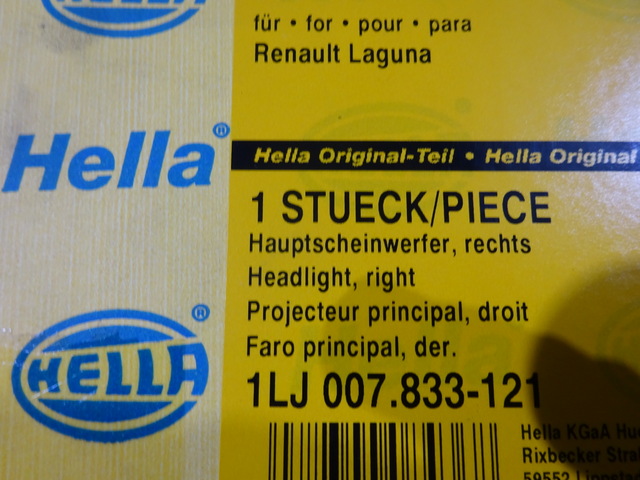 für • for • pour • para
Renault Laguna
Hella®
Hella Original-Teil • Hella Original
1 STUECK/PIECE
Hauptscheinwerfer, rechts
Headlight, right
Projecteur principal, droit
Faro principal, der.
HELLA®
1LJ 007.833-121
Hella KGaA
Rixbecker
59552